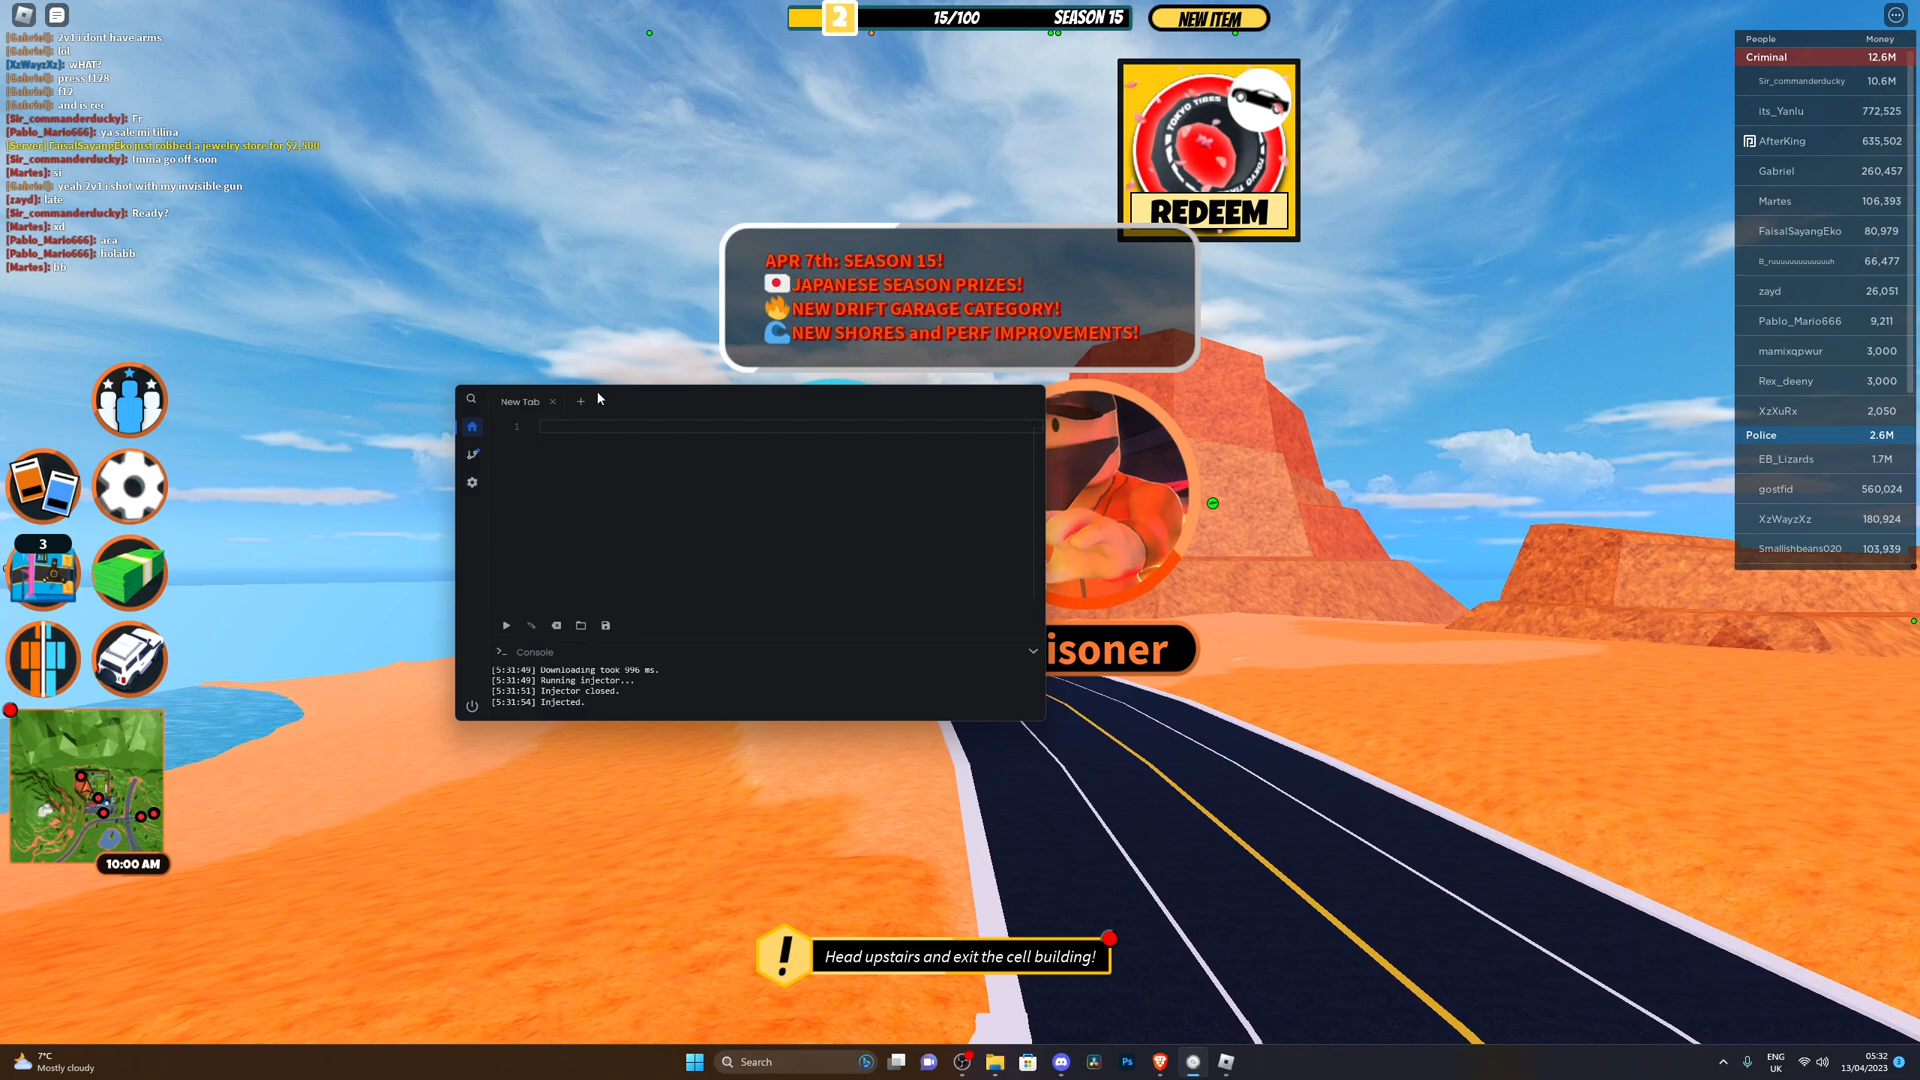 2
15/100
SEASON 15
NEW ITEM
[Gabriel]: 2v1 i dont have arms
[Gabriel]: lol
[XzWayzXz]: wHAT?
[Gabriel]: press f128
[Gabriel]: f12
[Gabriel]: and is rec
[Sir_commanderducky]: Fr
[Pablo_Mario666]: ya sale mi tilina
[Server] FaisalSayangEko just robbed a jewelry store for $2,500
[Sir_commanderducky]: Imma go off soon
[Martes]: si
[Gabriel]: yeah 2v1 i shot with my invisible gun
[zayd]: late
[Sir_commanderducky]: Ready?
[Martes]: xd
[Pablo_Mario666]: aca
[Pablo_Mario666]: holabb
[Martes]: bb
TOKYO TIRES
REDEEM
APR 7th: SEASON 15!
JAPANESE SEASON PRIZES!
🔥NEW DRIFT GARAGE CATEGORY!
🌊NEW SHORES and PERF IMPROVEMENTS!
People Money
Criminal 12.6M
Sir_commanderducky 10.6M
its_Yanlu 772,525
AfterKing 635,502
Gabriel 260,457
Martes 106,393
FaisalSayangEko 80,979
66,477
zayd 26,051
Pablo_Mario666 9,211
mamixqpwur 3,000
Rex_deeny 3,000
XzXuRx 2,050
Police 2.6M
EB_Lizards 1.7M
gostfid 560,024
XzWayzXz 180,924
Smallishbeans020 103,939
New Tab
1
Console
[5:31:49] Downloading took 996 ms.
[5:31:49] Running injector...
[5:31:51] Injector closed.
[5:31:54] Injected.
isoner
3
10:00 AM
! Head upstairs and exit the cell building!
7°C
Mostly cloudy
Search
Ps
ENG
UK
05:32
13/04/2023
3